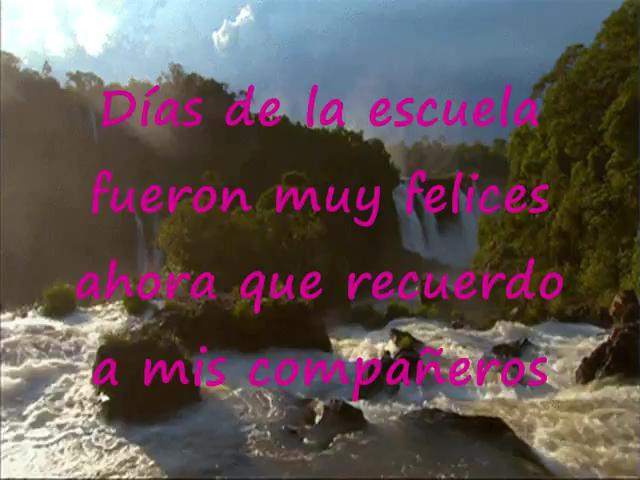 Días de la escuela
fueron muy felices
ahora que recuerdo
a mis compañeros